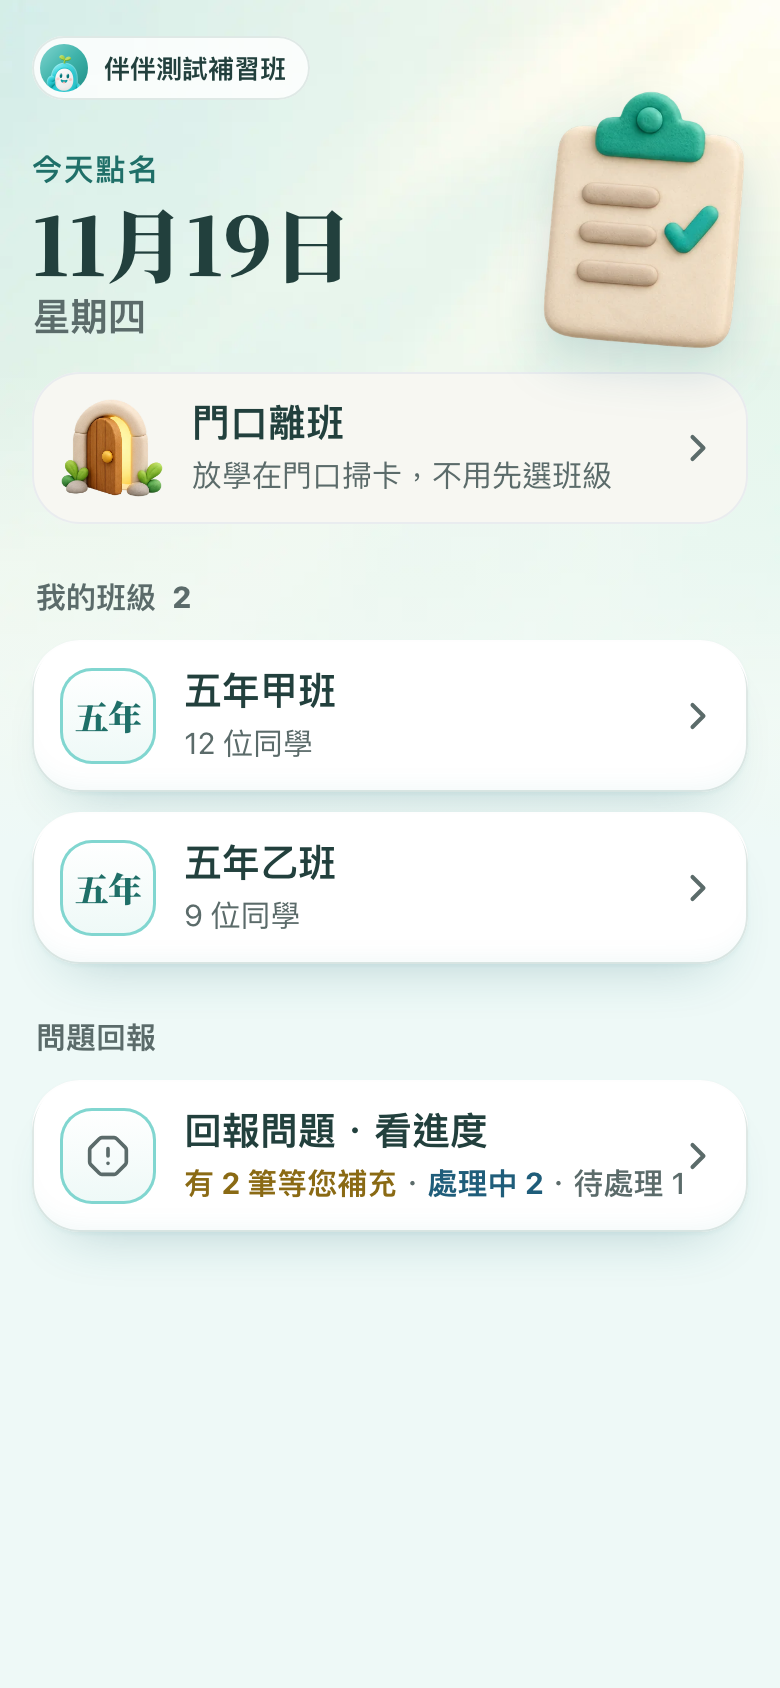 伴伴測試補習班
今天點名
11月19日
星期四
門口離班
放學在門口掃卡，不用先選班級
我的班級 2
五年
五年甲班
12 位同學
五年
五年乙班
9 位同學
問題回報
回報問題 · 看進度
有 2 筆等您補充 · 處理中 2 · 待處理 1